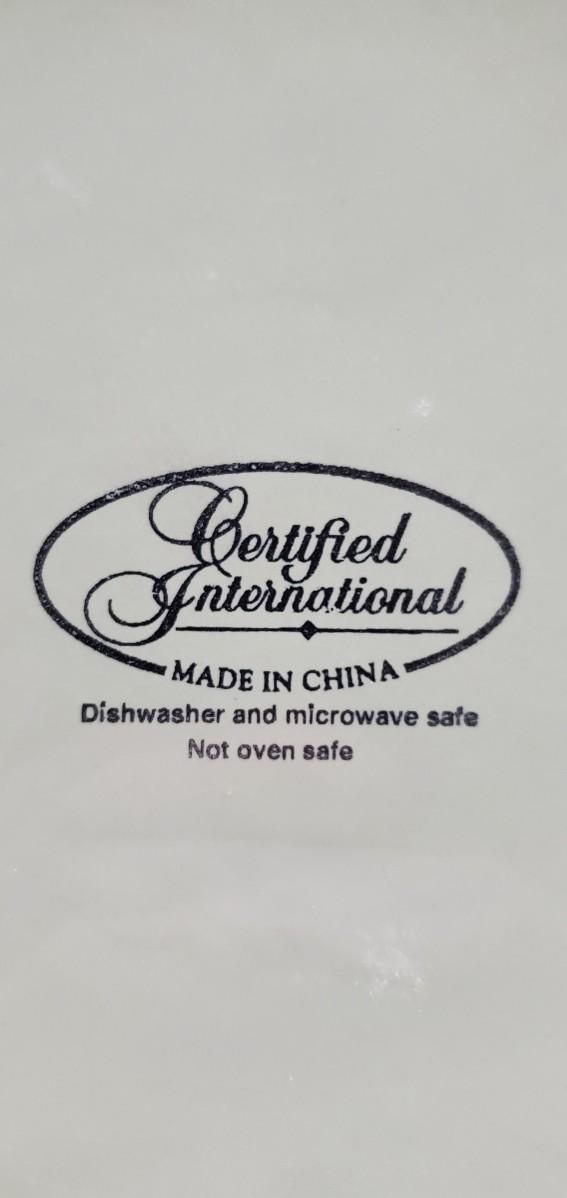 Certified
International
MADE IN CHINA
Dishwasher and microwave safe
Not oven safe